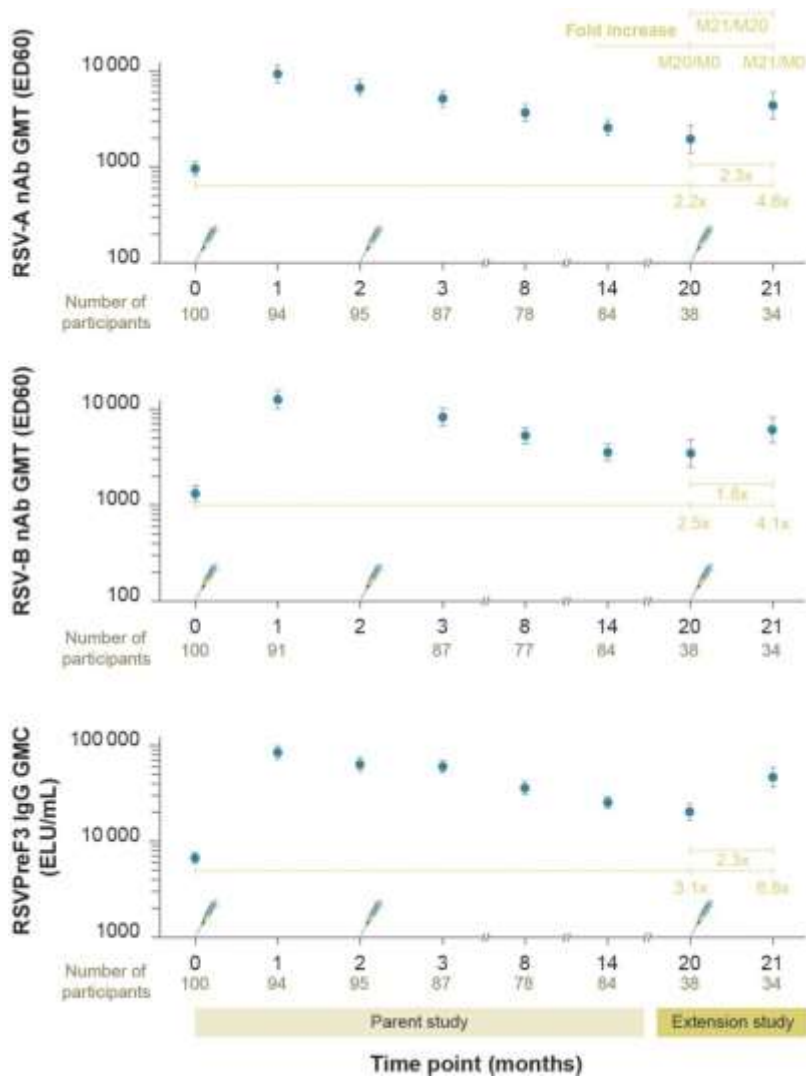 M21/M20
Fold increase
M20/M0 M21/M0
RSV-A nAb GMT (ED60)
10 000
1000
100
2.3x
2.2x 4.8x
0 1 2 3 8 14 20 21
Number of participants
100 94 95 87 78 84 38 34
RSV-B nAb GMT (ED60)
10 000
1000
100
1.6x
2.5x 4.1x
0 1 2 3 8 14 20 21
Number of participants
100 91 87 77 84 38 34
RSVPreF3 IgG GMC
(ELU/mL)
100 000
10 000
1000
2.3x
3.1x
0 1 2 3 8 14 20 21
Number of participants
100 94 95 87 78 84 38 34
Parent study Extension study
Time point (months)